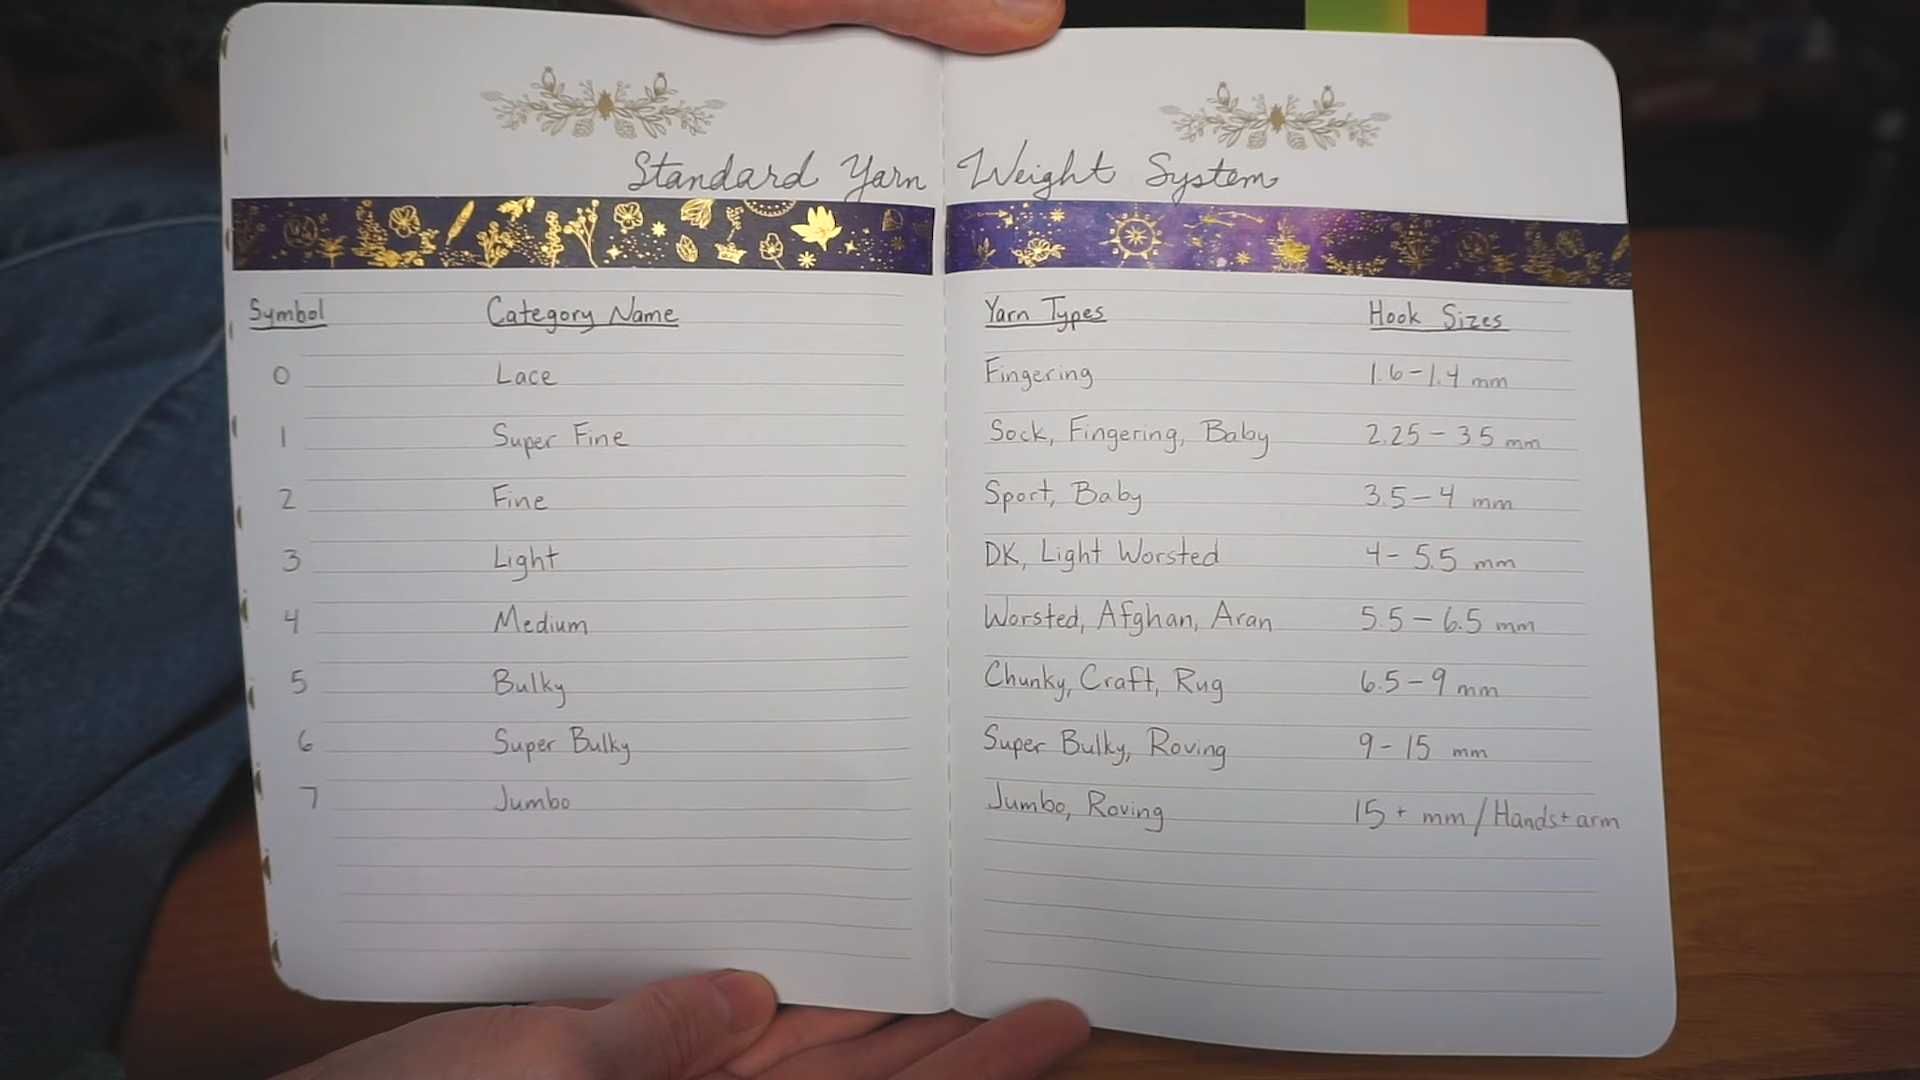 Standard Yarn Weight System
Symbol Category Name Yarn Types Hook Sizes
0 Lace Fingering 1.6-1.4 mm
1 Super Fine Sock, Fingering, Baby 2.25-3.5 mm
2 Fine Sport, Baby 3.5-4 mm
3 Light DK, Light Worsted 4-5.5 mm
4 Medium Worsted, Afghan, Aran 5.5-6.5 mm
5 Bulky Chunky, Craft, Rug 6.5-9 mm
6 Super Bulky Super Bulky, Roving 9-15 mm
7 Jumbo Jumbo, Roving 15+ mm/Hands+arm